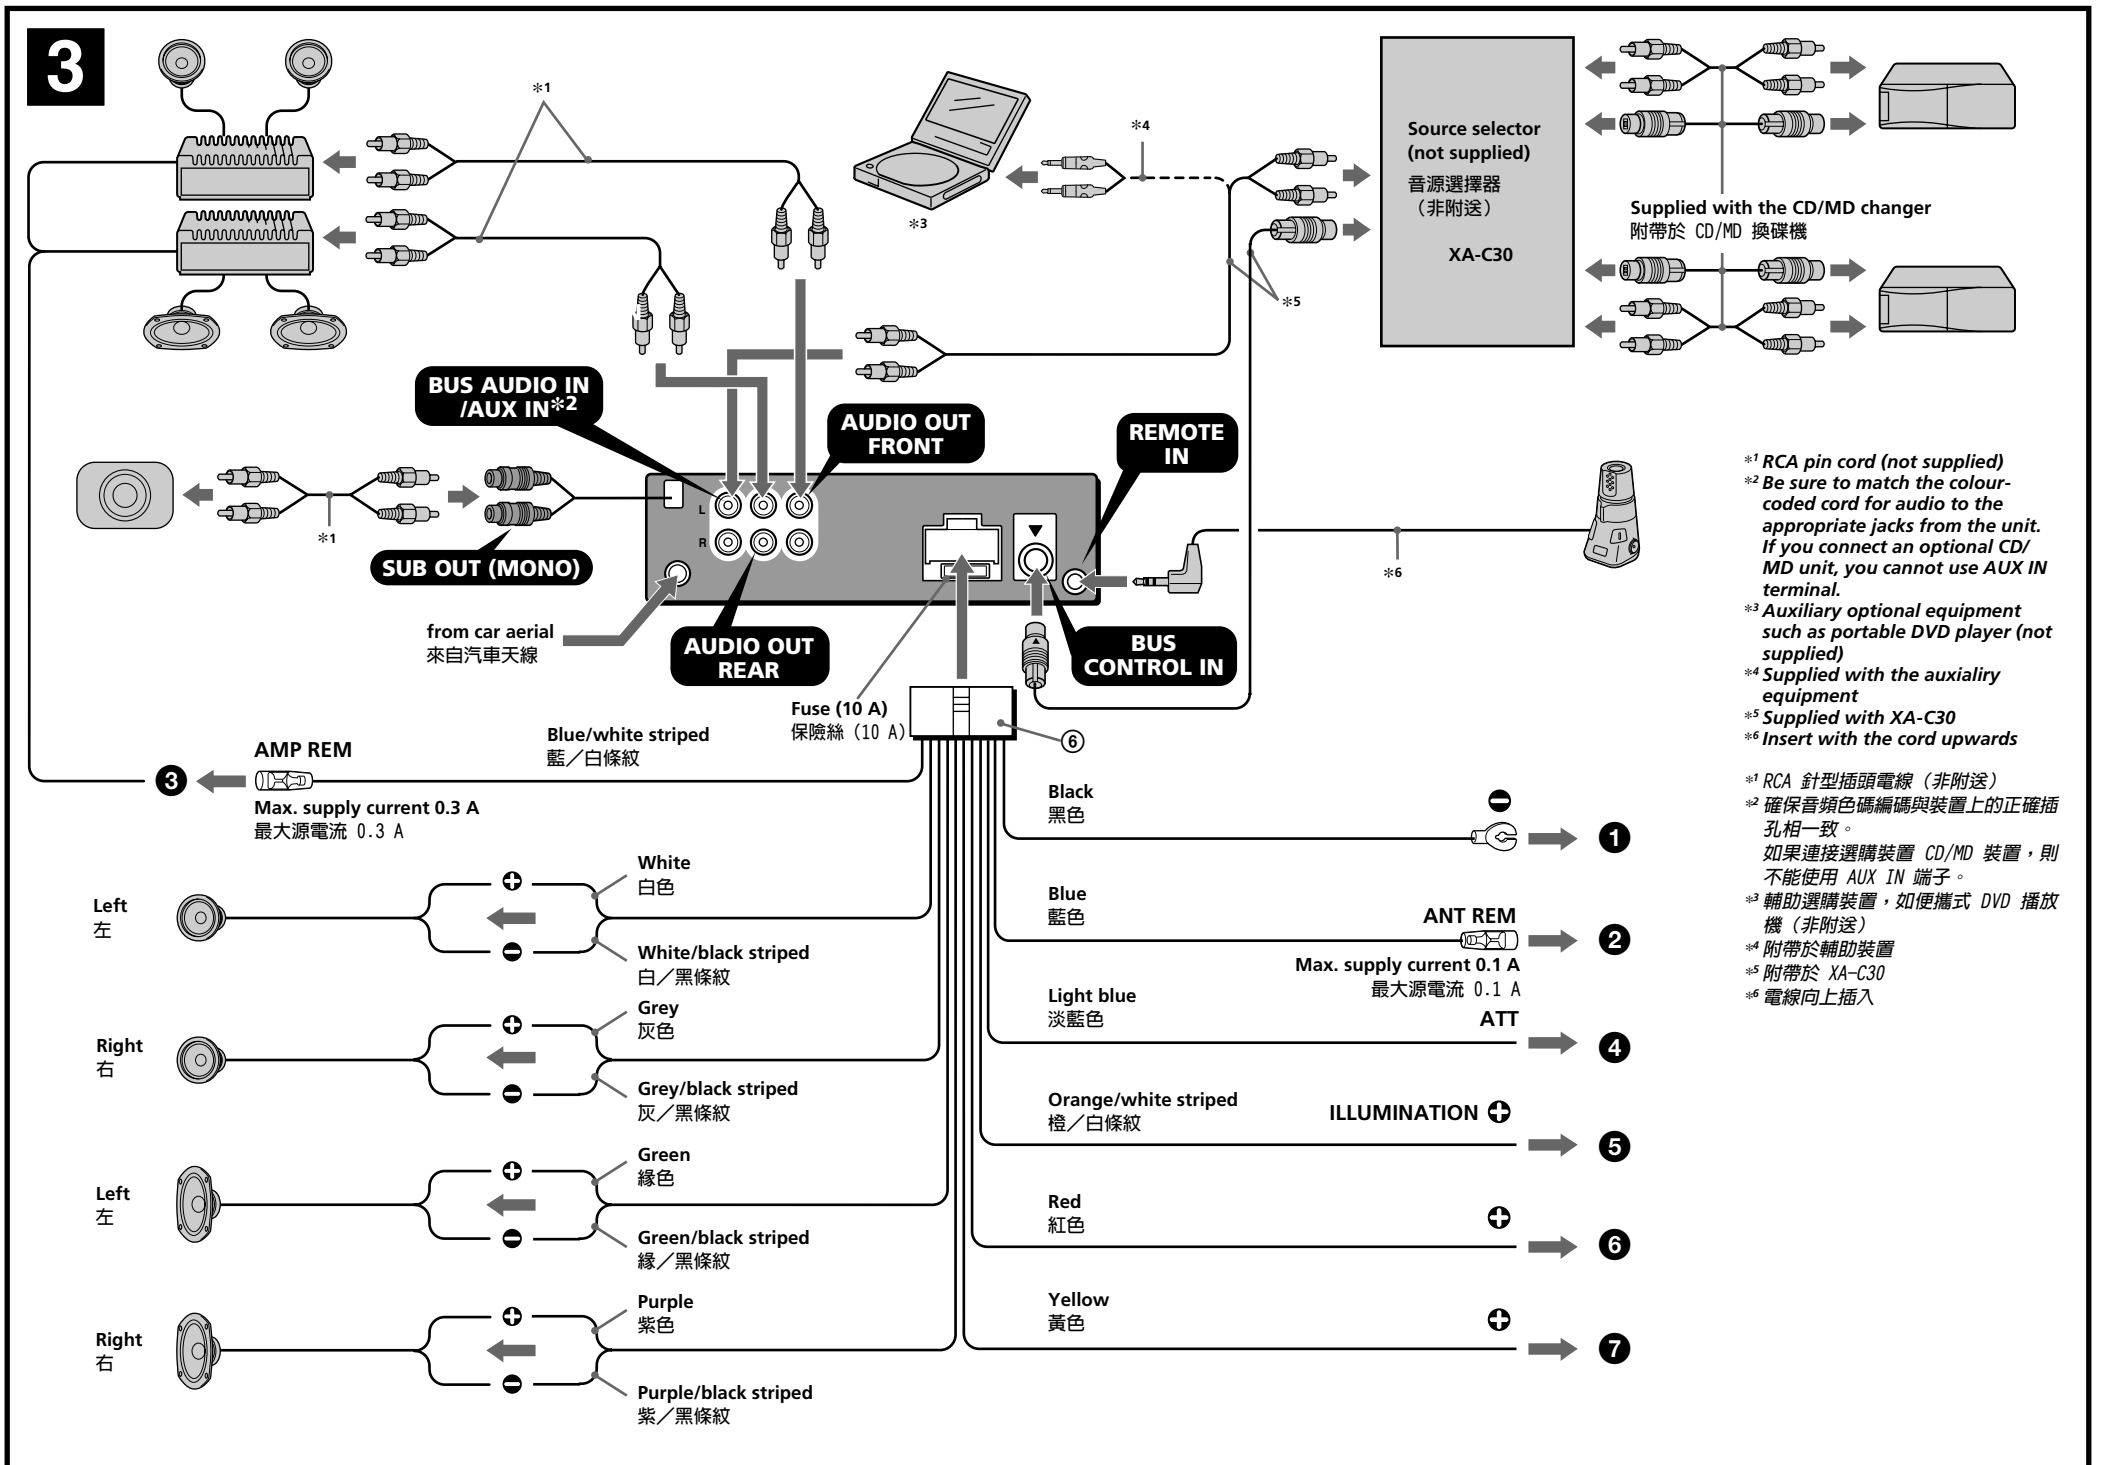 3
*1
*3
*4
*5
Source selector
(not supplied)
音源選擇器
（非附送）
XA-C30
Supplied with the CD/MD changer
附帶於 CD/MD 換碟機
BUS AUDIO IN
/AUX IN*2
AUDIO OUT
FRONT
REMOTE
IN
L
R
*1
SUB OUT (MONO)
*6
from car aerial
來自汽車天線
AUDIO OUT
REAR
BUS
CONTROL IN
Fuse (10 A)
保險絲 (10 A)
⑥
AMP REM
Blue/white striped
藍／白條紋
❸
Max. supply current 0.3 A
最大源電流 0.3 A
Left
左
White
白色
White/black striped
白／黑條紋
Right
右
Grey
灰色
Grey/black striped
灰／黑條紋
Left
左
Green
緣色
Green/black striped
緣／黑條紋
Right
右
Purple
紫色
Purple/black striped
紫／黑條紋
Black
黑色
❶
Blue
藍色
ANT REM
❷
Max. supply current 0.1 A
最大源電流 0.1 A
Light blue
淡藍色
ATT
❹
Orange/white striped
橙／白條紋
ILLUMINATION
❺
Red
紅色
❻
Yellow
黃色
❼
*1 RCA pin cord (not supplied)
*2 Be sure to match the colour-
coded cord for audio to the
appropriate jacks from the unit.
If you connect an optional CD/
MD unit, you cannot use AUX IN
terminal.
*3 Auxiliary optional equipment
such as portable DVD player (not
supplied)
*4 Supplied with the auxialiry
equipment
*5 Supplied with XA-C30
*6 Insert with the cord upwards
*1 RCA 針型插頭電線（非附送）
*2 確保音頻色碼編碼與裝置上的正確插
孔相一致。
如果連接選購裝置 CD/MD 裝置，則
不能使用 AUX IN 端子。
*3 輔助選購裝置，如便攜式 DVD 播放
機（非附送）
*4 附帶於輔助裝置
*5 附帶於 XA-C30
*6 電線向上插入